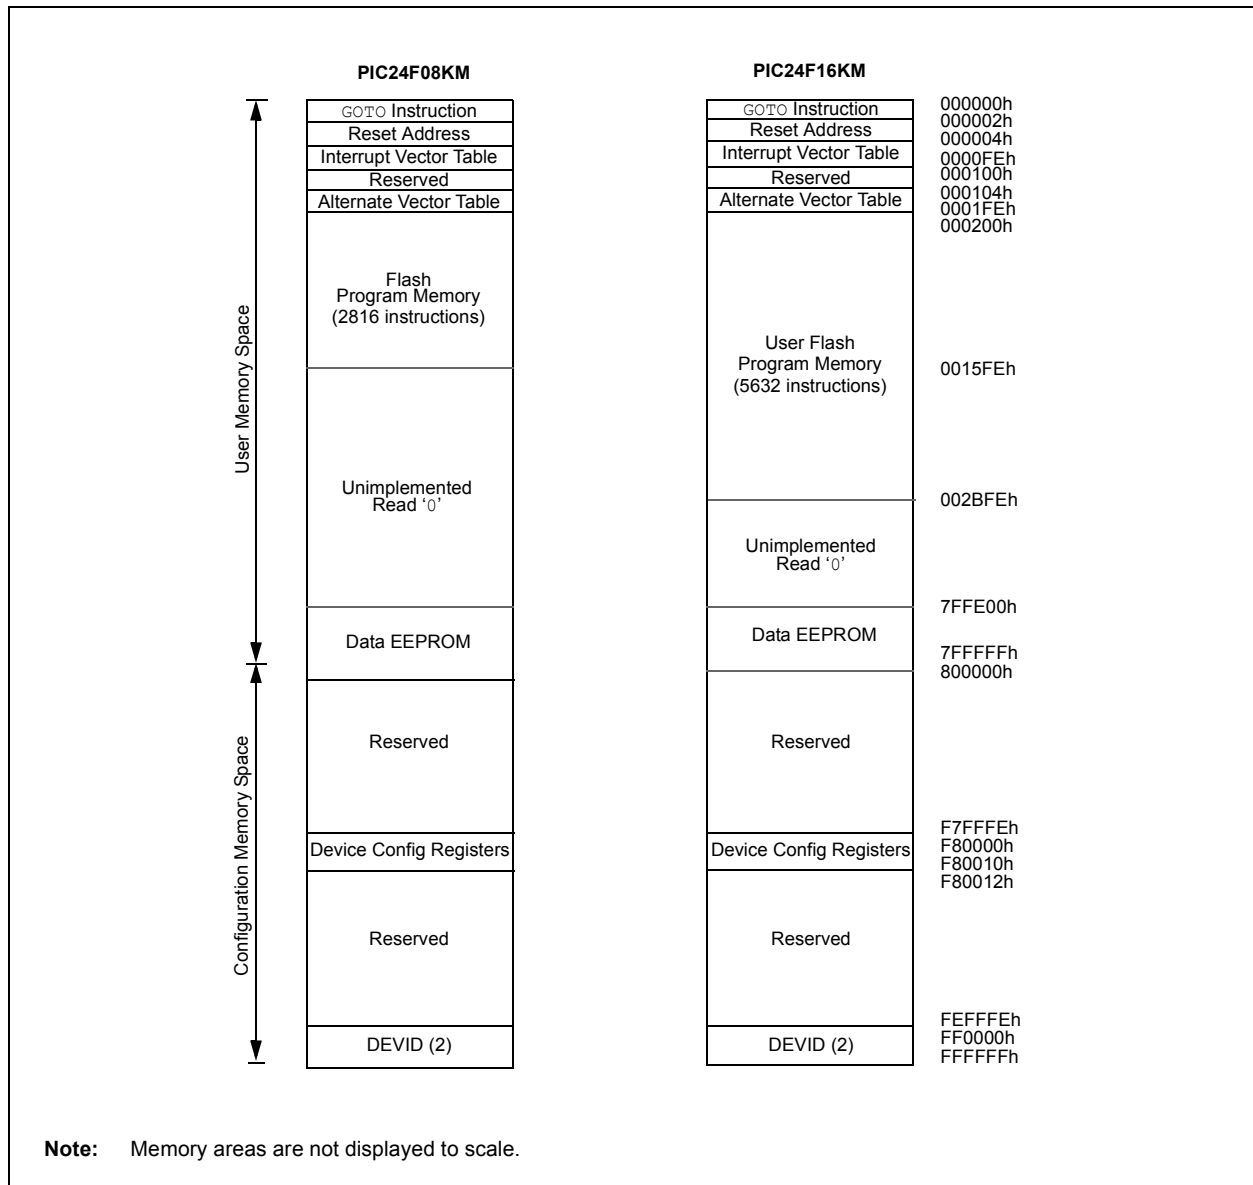 PIC24F08KM
GOTO Instruction
Reset Address
Interrupt Vector Table
Reserved
Alternate Vector Table
Flash
Program Memory
(2816 instructions)
Unimplemented
Read ‘0’
Data EEPROM
Reserved
Device Config Registers
Reserved
DEVID (2)
User Memory Space
Configuration Memory Space
PIC24F16KM
GOTO Instruction
Reset Address
Interrupt Vector Table
Reserved
Alternate Vector Table
User Flash
Program Memory
(5632 instructions)
Unimplemented
Read ‘0’
Data EEPROM
Reserved
Device Config Registers
Reserved
DEVID (2)
000000h
000002h
000004h
0000FEh
000100h
000104h
0001FEh
000200h
0015FEh
002BFEh
7FFE00h
7FFFFFh
800000h
F7FFFEh
F80000h
F80010h
F80012h
FEFFFEh
FF0000h
FFFFFFh
Note: Memory areas are not displayed to scale.